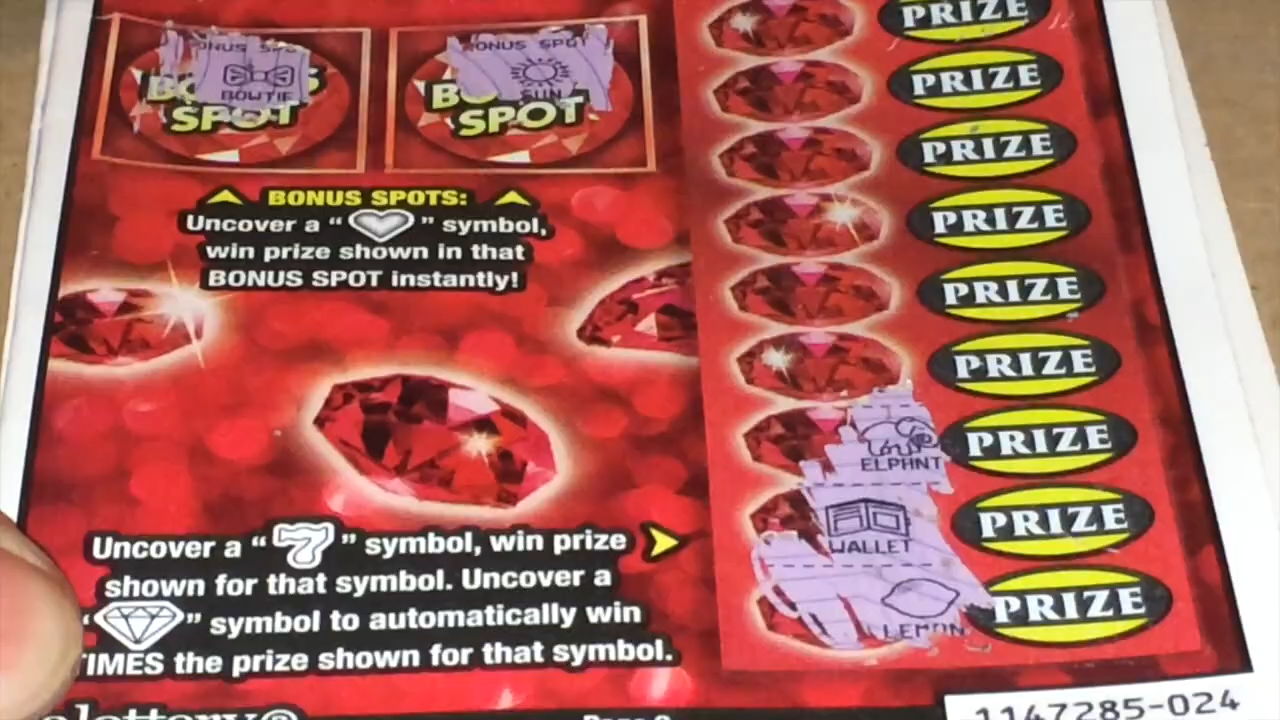 BONUS SPOT
BOWTIE
SPOT
BONUS SPOT
SUN
SPOT
BONUS SPOTS:
Uncover a “ ” symbol,
win prize shown in that
BONUS SPOT instantly!
PRIZE
PRIZE
PRIZE
PRIZE
PRIZE
PRIZE
ELPHNT
PRIZE
WALLET
PRIZE
LEMON
PRIZE
Uncover a “7” symbol, win prize
shown for that symbol. Uncover a
“ ” symbol to automatically win
TIMES the prize shown for that symbol.
1147285-024